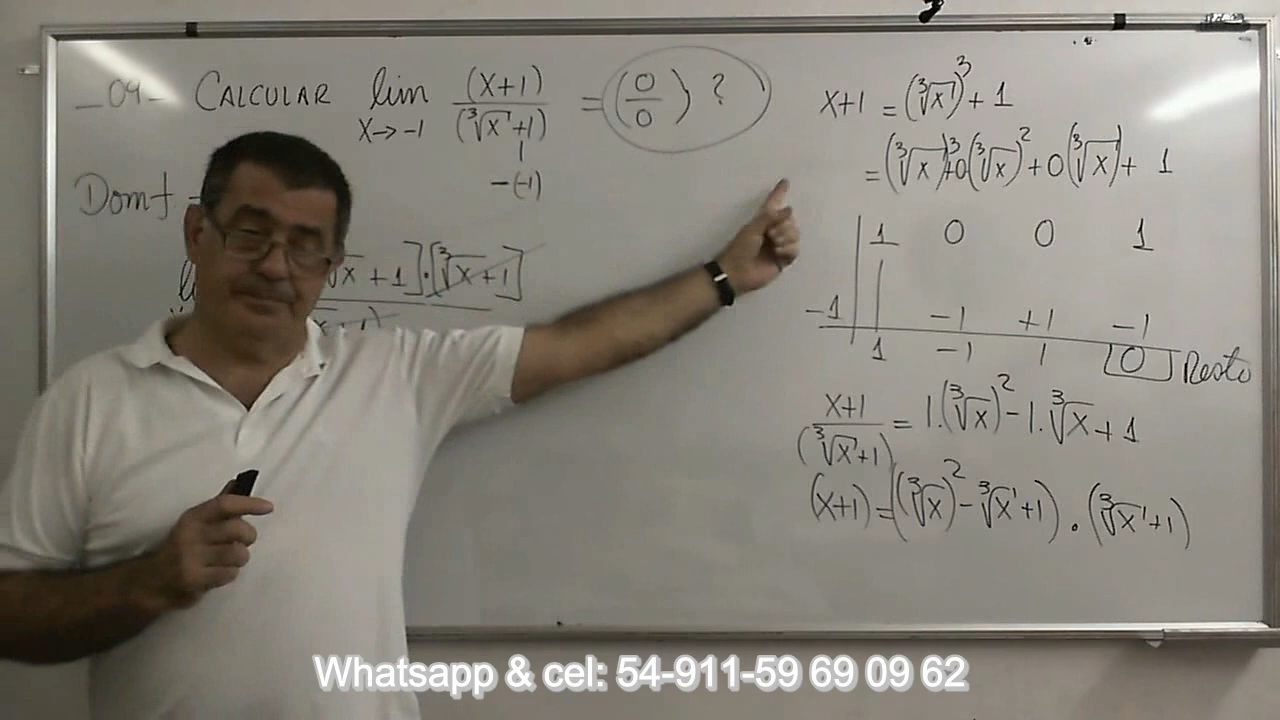 _09_ CALCULAR lim (x+1) / (∛x + 1) = (0/0) ?
x→-1
-(-1)
Domf
√x + 1] . [∛x + 1]
x+1 = (∛x)³ + 1
= (∛x)³+0(∛x)² + 0(∛x) + 1
1 0 0 1
-1 -1 +1 -1
1 -1 1 0 Resto
x+1 / (∛x + 1) = 1.(∛x)² - 1.∛x + 1
(x+1) = ((∛x)² - ∛x + 1) . (∛x + 1)
Whatsapp & cel: 54-911-59 69 09 62